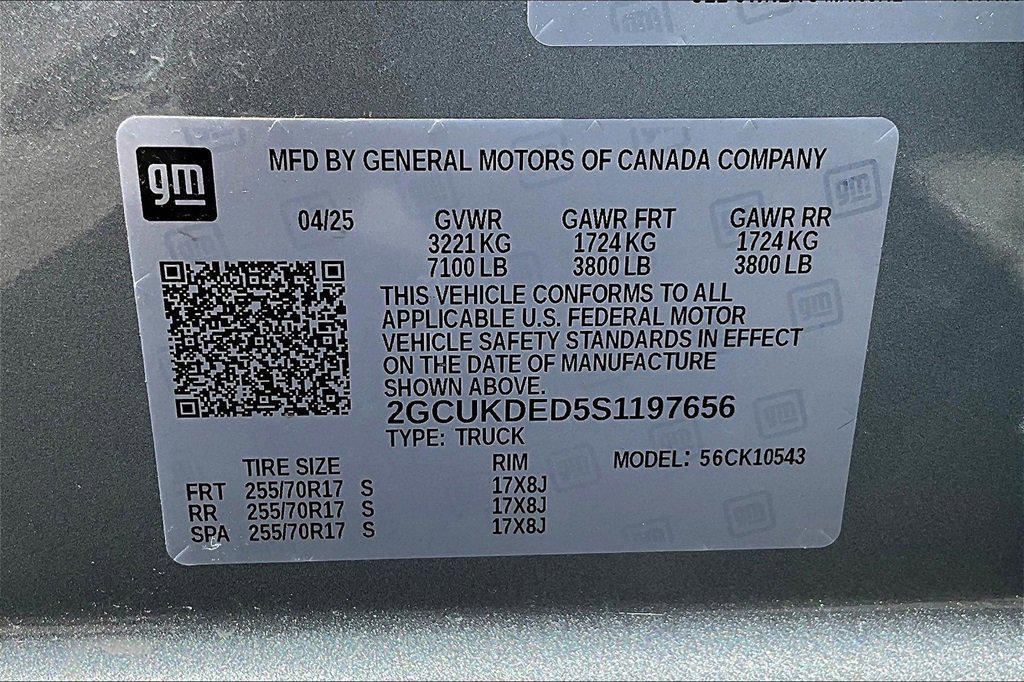 gm
MFD BY GENERAL MOTORS OF CANADA COMPANY
04/25 GVWR GAWR FRT GAWR RR
3221 KG 1724 KG 1724 KG
7100 LB 3800 LB 3800 LB
THIS VEHICLE CONFORMS TO ALL
APPLICABLE U.S. FEDERAL MOTOR
VEHICLE SAFETY STANDARDS IN EFFECT
ON THE DATE OF MANUFACTURE
SHOWN ABOVE.
2GCUKDED5S1197656
TYPE: TRUCK
TIRE SIZE RIM MODEL: 56CK10543
FRT 255/70R17 S 17X8J
RR 255/70R17 S 17X8J
SPA 255/70R17 S 17X8J